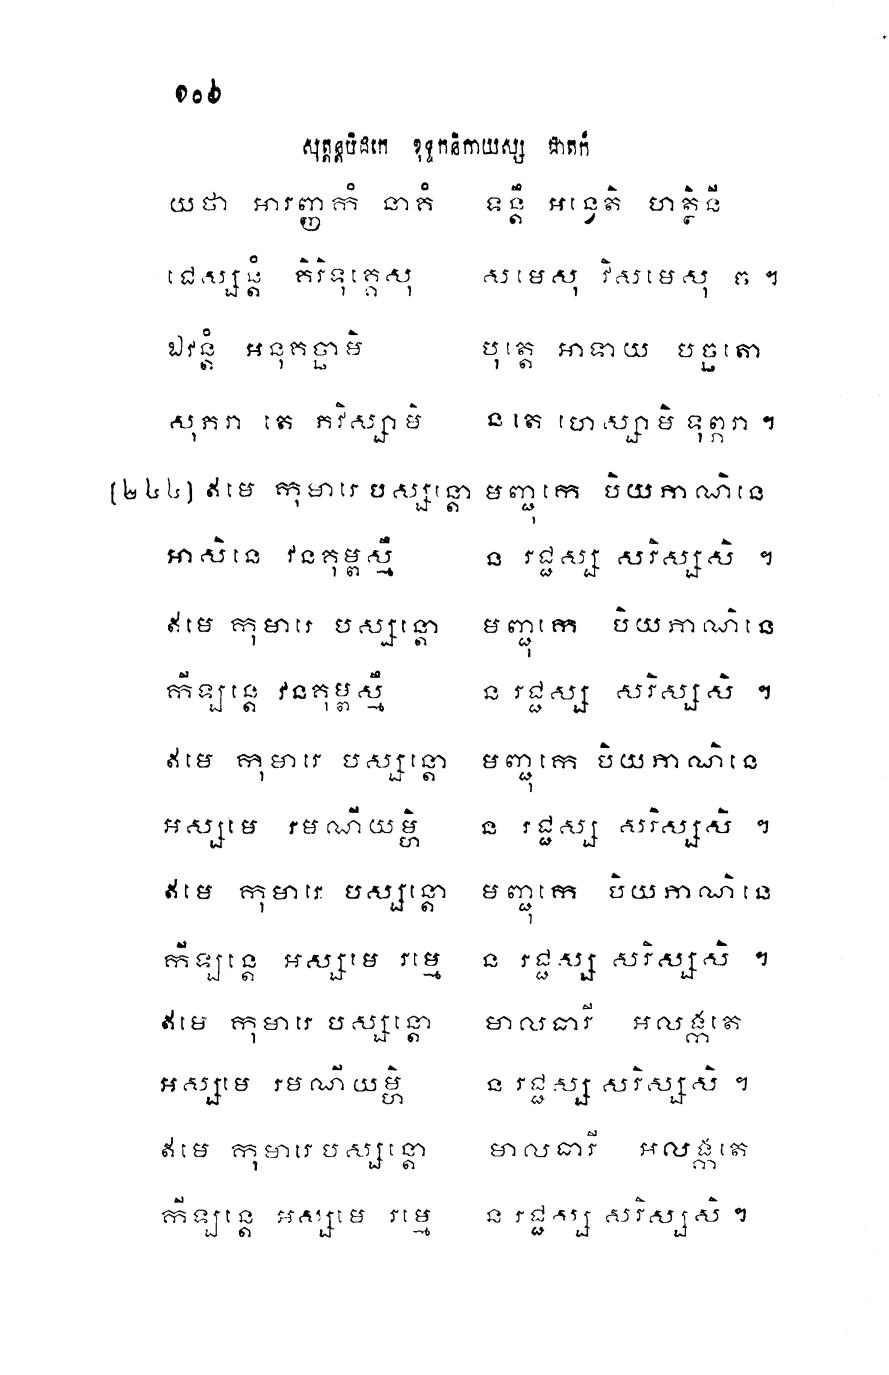 ១០៦
សុត្តន្តបិដកេ ខុទ្ទកនិកាយស្ស ជាតកំ
យថា អារញ្ញកំ នាគំ ទន្តឹ អន្វេតិ ហត្ថិនី
ជេស្សន្តំ គិរិទុគ្គេសុ សមេសុ វិសមេសុ ច ។
ឯវន្តំ អនុគច្ឆាមិ បុត្តេ អាទាយ បច្ឆតោ
សុភរា តេ ភវិស្សាមិ ន តេ ហេស្សាមិ ទុព្ភរា ។
[២៤៤] ឥមេ កុមារេ បស្សន្តោ មញ្ជុកេ បិយភាណិនេ
អាសិនេ វនគុម្ពស្មឹ ន រជ្ជស្ស សរិស្សសិ ។
ឥមេ កុមារេ បស្សន្តោ មញ្ជុកេ បិយភាណិនេ
កីឡន្តេ វនគុម្ពស្មឹ ន រជ្ជស្ស សរិស្សសិ ។
ឥមេ កុមារេ បស្សន្តោ មញ្ជុកេ បិយភាណិនេ
អស្សមេ រមណីយម្ហិ ន រជ្ជស្ស សរិស្សសិ ។
ឥមេ កុមារេ បស្សន្តោ មញ្ជុកេ បិយភាណិនេ
កីឡន្តេ អស្សមេ រម្មេ ន រជ្ជស្ស សរិស្សសិ ។
ឥមេ កុមារេ បស្សន្តោ មាលធារី អលង្កតេ
អស្សមេ រមណីយម្ហិ ន រជ្ជស្ស សរិស្សសិ ។
ឥមេ កុមារេ បស្សន្តោ មាលធារី អលង្កតេ
កីឡន្តេ អស្សមេ រម្មេ ន រជ្ជស្ស សរិស្សសិ ។